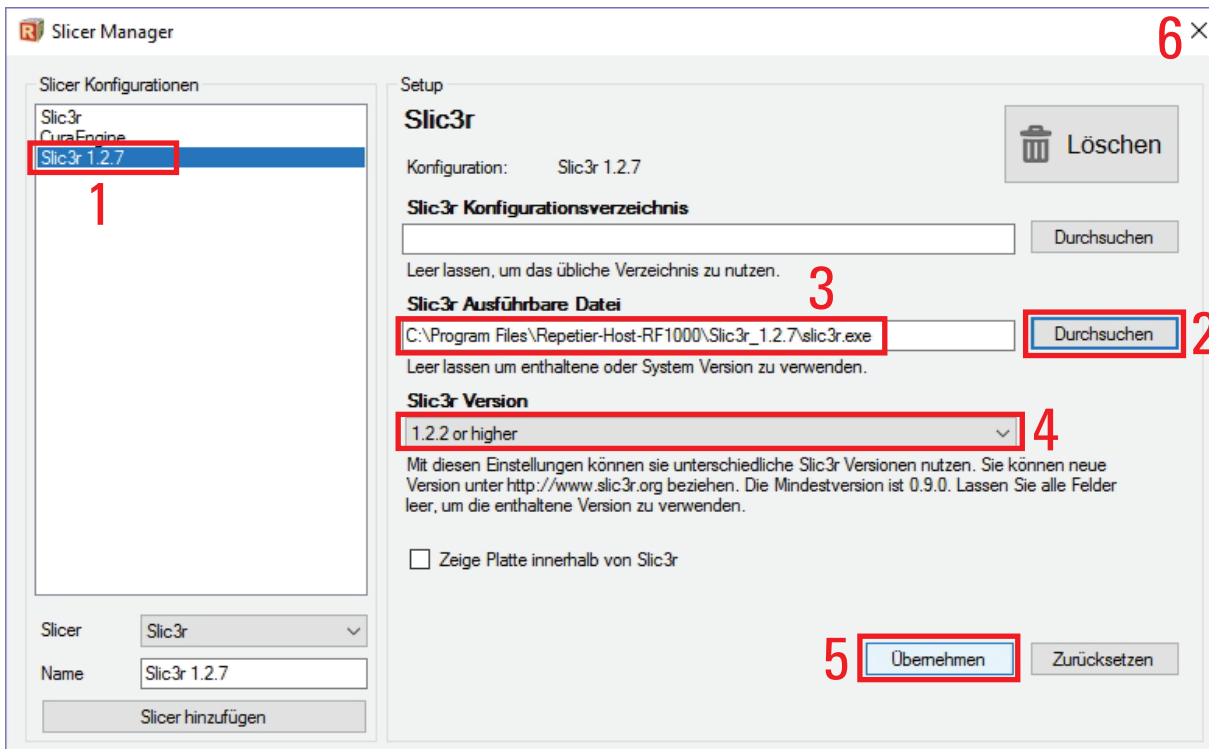 Slicer Manager
6
Slicer Konfigurationen
Slic3r
CuraEngine
Slic3r 1.2.7
1
Slicer
Slic3r
Name
Slic3r 1.2.7
Slicer hinzufügen
Setup
Slic3r
Löschen
Konfiguration: Slic3r 1.2.7
Slic3r Konfigurationsverzeichnis
Durchsuchen
Leer lassen, um das übliche Verzeichnis zu nutzen.
3
Slic3r Ausführbare Datei
C:\Program Files\Repetier-Host-RF1000\Slic3r_1.2.7\slic3r.exe
Durchsuchen
2
Leer lassen um enthaltene oder System Version zu verwenden.
Slic3r Version
1.2.2 or higher
4
Mit diesen Einstellungen können sie unterschiedliche Slic3r Versionen nutzen. Sie können neue
Version unter http://www.slic3r.org beziehen. Die Mindestversion ist 0.9.0. Lassen Sie alle Felder
leer, um die enthaltene Version zu verwenden.
Zeige Platte innerhalb von Slic3r
5
Übernehmen
Zurücksetzen